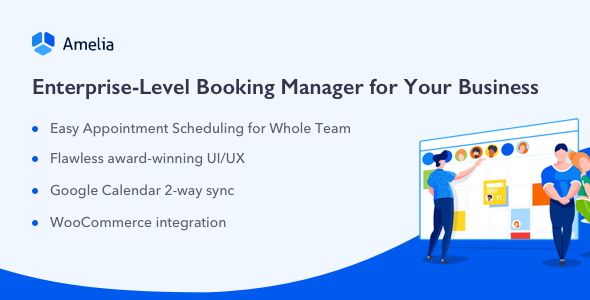 Amelia
Enterprise-Level Booking Manager for Your Business
Easy Appointment Scheduling for Whole Team
Flawless award-winning UI/UX
Google Calendar 2-way sync
WooCommerce integration